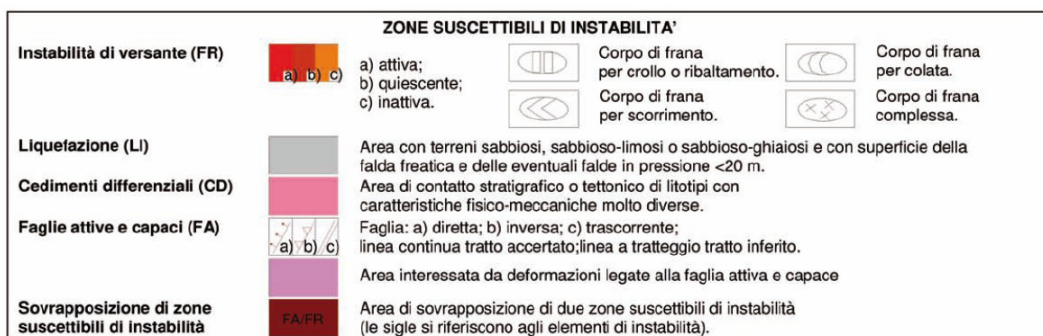 ZONE SUSCETTIBILI DI INSTABILITA'
Instabilità di versante (FR)
a) b) c)
a) attiva;
b) quiescente;
c) inattiva.
Corpo di frana
per crollo o ribaltamento.
Corpo di frana
per colata.
Corpo di frana
per scorrimento.
Corpo di frana
complessa.
Liquefazione (LI)
Area con terreni sabbiosi, sabbioso-limosi o sabbioso-ghiaiosi e con superficie della
falda freatica e delle eventuali falde in pressione <20 m.
Cedimenti differenziali (CD)
Area di contatto stratigrafico o tettonico di litotipi con
caratteristiche fisico-meccaniche molto diverse.
Faglie attive e capaci (FA)
a) b) c)
Faglia: a) diretta; b) inversa; c) trascorrente;
linea continua tratto accertato;linea a tratteggio tratto inferito.
Area interessata da deformazioni legate alla faglia attiva e capace
Sovrapposizione di zone
suscettibili di instabilità
FA/FR
Area di sovrapposizione di due zone suscettibili di instabilità
(le sigle si riferiscono agli elementi di instabilità).